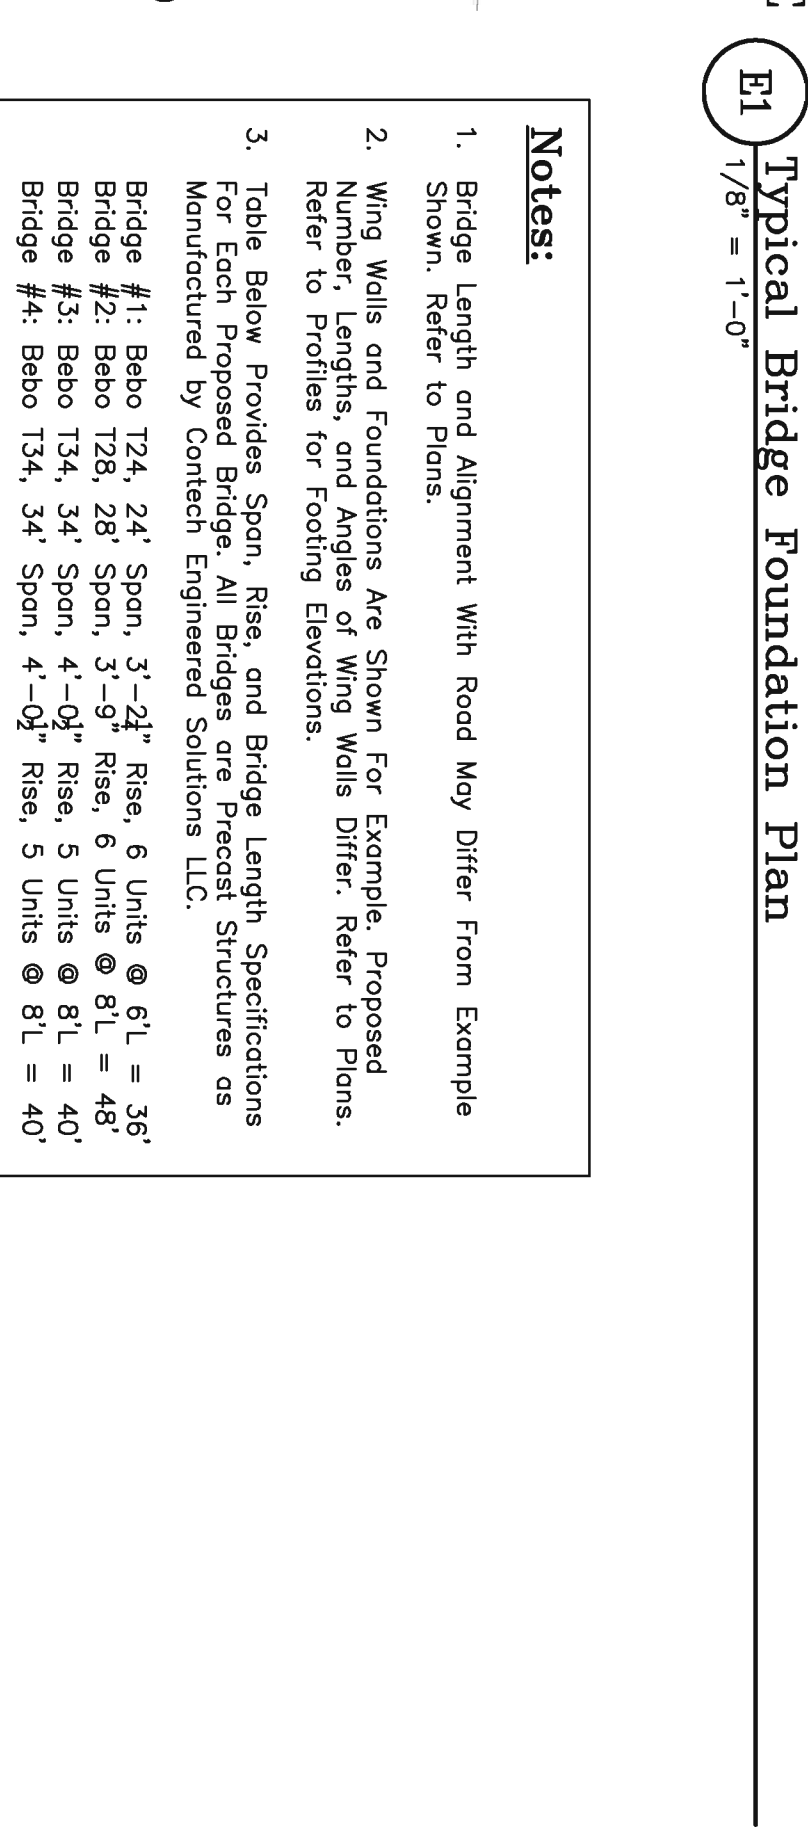 E1
Typical Bridge Foundation Plan
1/8" = 1'-0"
Notes:
1. Bridge Length and Alignment With Road May Differ From Example
Shown. Refer to Plans.
2. Wing Walls and Foundations Are Shown For Example. Proposed
Number, Lengths, and Angles of Wing Walls Differ. Refer to Plans.
Refer to Profiles for Footing Elevations.
3. Table Below Provides Span, Rise, and Bridge Length Specifications
For Each Proposed Bridge. All Bridges are Precast Structures as
Manufactured by Contech Engineered Solutions LLC.
Bridge #1: Bebo T24, 24' Span, 3'-2¼" Rise, 6 Units @ 6'L = 36'
Bridge #2: Bebo T28, 28' Span, 3'-9" Rise, 6 Units @ 8'L = 48'
Bridge #3: Bebo T34, 34' Span, 4'-0½" Rise, 5 Units @ 8'L = 40'
Bridge #4: Bebo T34, 34' Span, 4'-0½" Rise, 5 Units @ 8'L = 40'